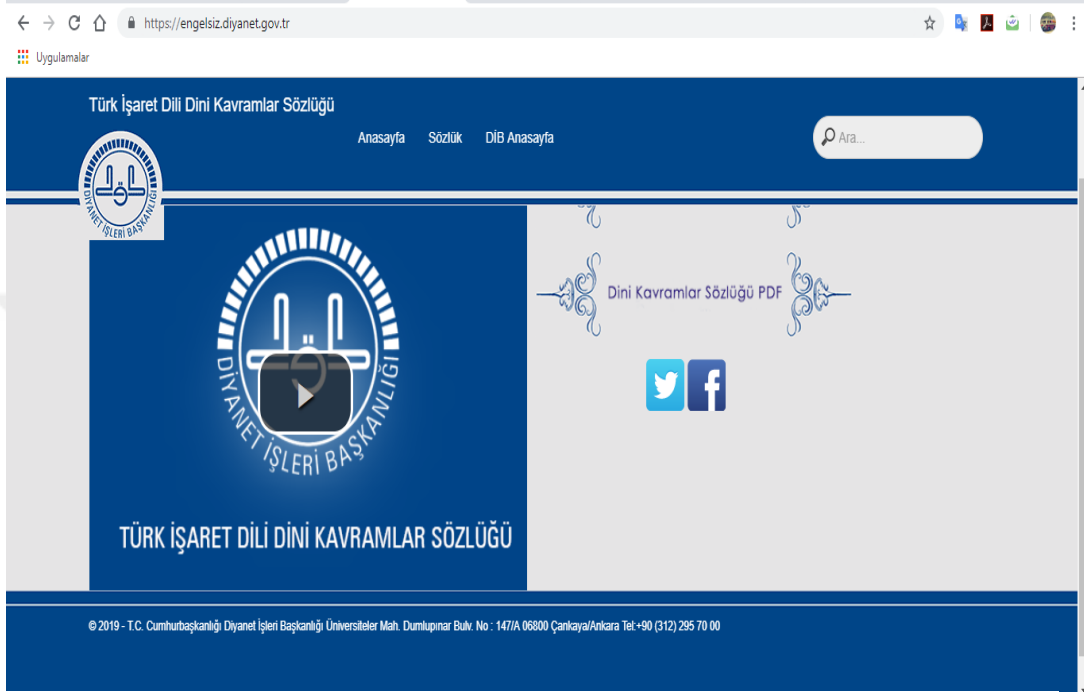 https://engelsiz.diyanet.gov.tr
Uygulamalar
Türk İşaret Dili Dini Kavramlar Sözlüğü
Anasayfa Sözlük DİB Anasayfa
Ara...
DİYANET İŞLERİ BAŞKANLIĞI
DİYANET İŞLERİ BAŞKANLIĞI
Dini Kavramlar Sözlüğü PDF
TÜRK İŞARET DİLİ DİNİ KAVRAMLAR SÖZLÜĞÜ
© 2019 - T.C. Cumhurbaşkanlığı Diyanet İşleri Başkanlığı Üniversiteler Mah. Dumlupınar Bulv. No : 147/A 06800 Çankaya/Ankara Tel:+90 (312) 295 70 00